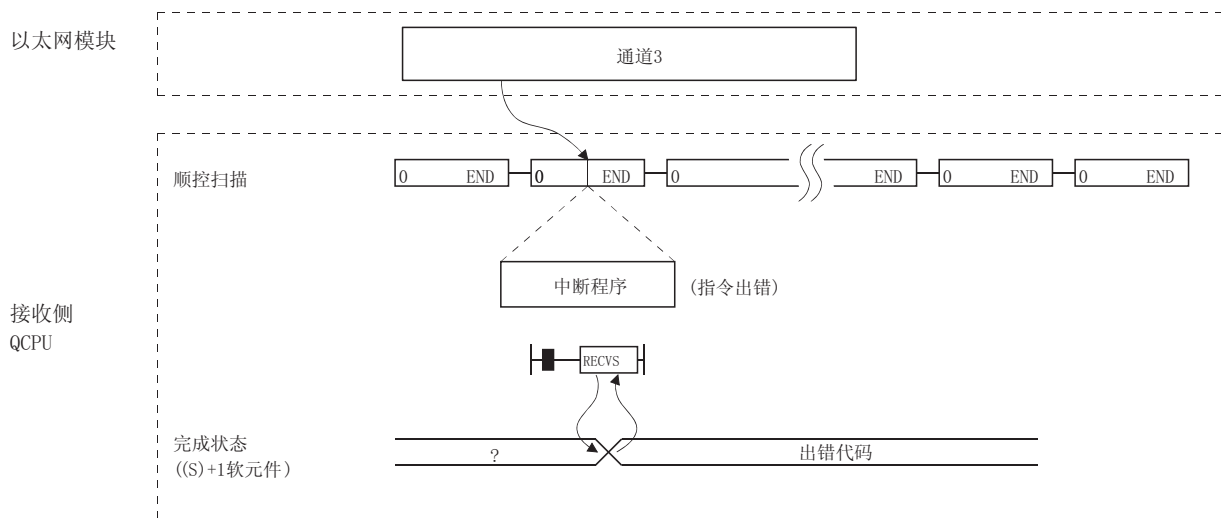 以太网模块
通道3
顺控扫描
0 END 0 END 0 END 0 END 0 END
中断程序 (指令出错)
接收侧
QCPU
RECVS
完成状态
((S)+1软元件)
? 出错代码